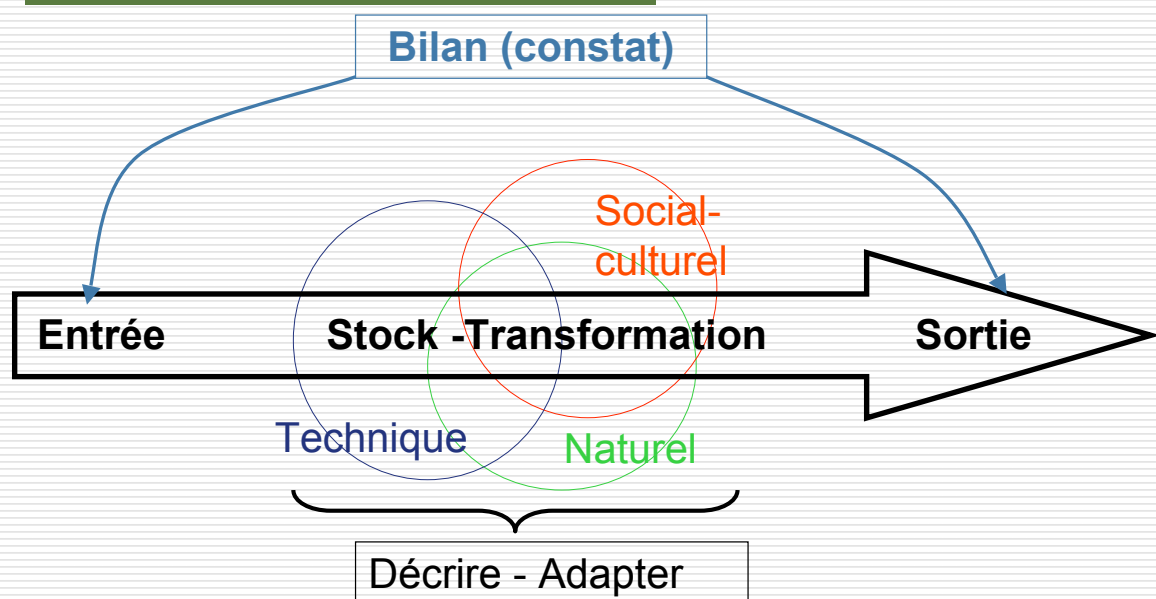 Bilan (constat)
Social-
culturel
Entrée
Stock -Transformation
Sortie
Technique
Naturel
Décrire - Adapter